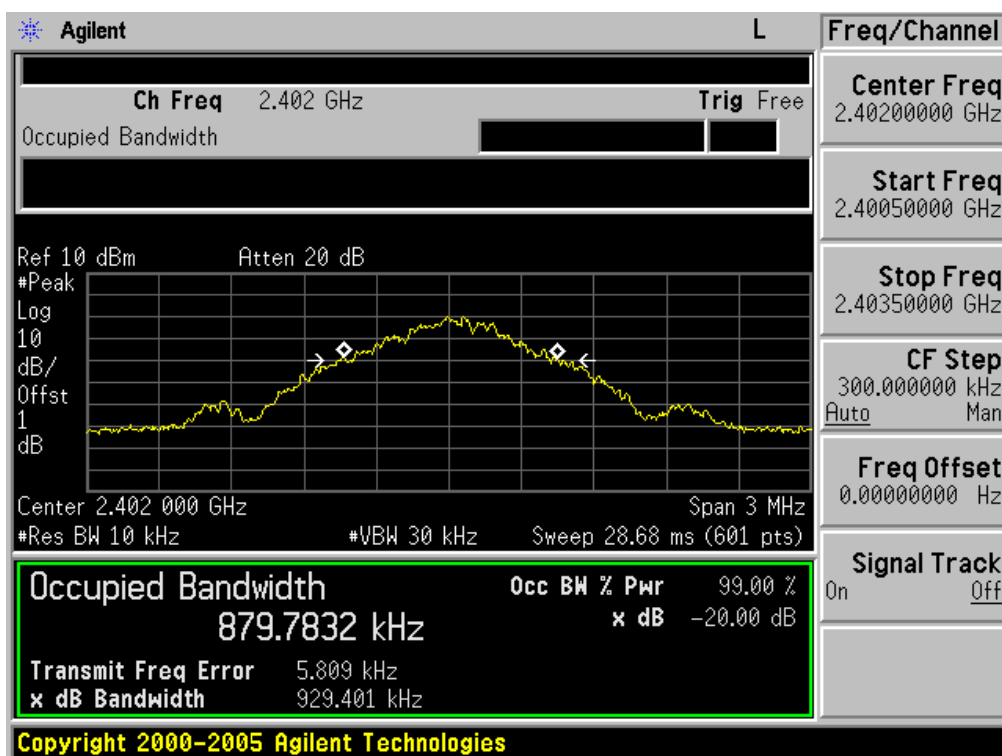 Agilent L
Ch Freq 2.402 GHz Trig Free
Occupied Bandwidth
Ref 10 dBm Atten 20 dB
#Peak
Log
10
dB/
Offst
1
dB
Center 2.402 000 GHz Span 3 MHz
#Res BW 10 kHz #VBW 30 kHz Sweep 28.68 ms (601 pts)
Occupied Bandwidth Occ BW % Pwr 99.00 %
879.7832 kHz x dB -20.00 dB
Transmit Freq Error 5.809 kHz
x dB Bandwidth 929.401 kHz
Copyright 2000-2005 Agilent Technologies
Freq/Channel
Center Freq
2.40200000 GHz
Start Freq
2.40050000 GHz
Stop Freq
2.40350000 GHz
CF Step
300.000000 kHz
Auto Man
Freq Offset
0.00000000 Hz
Signal Track
On Off